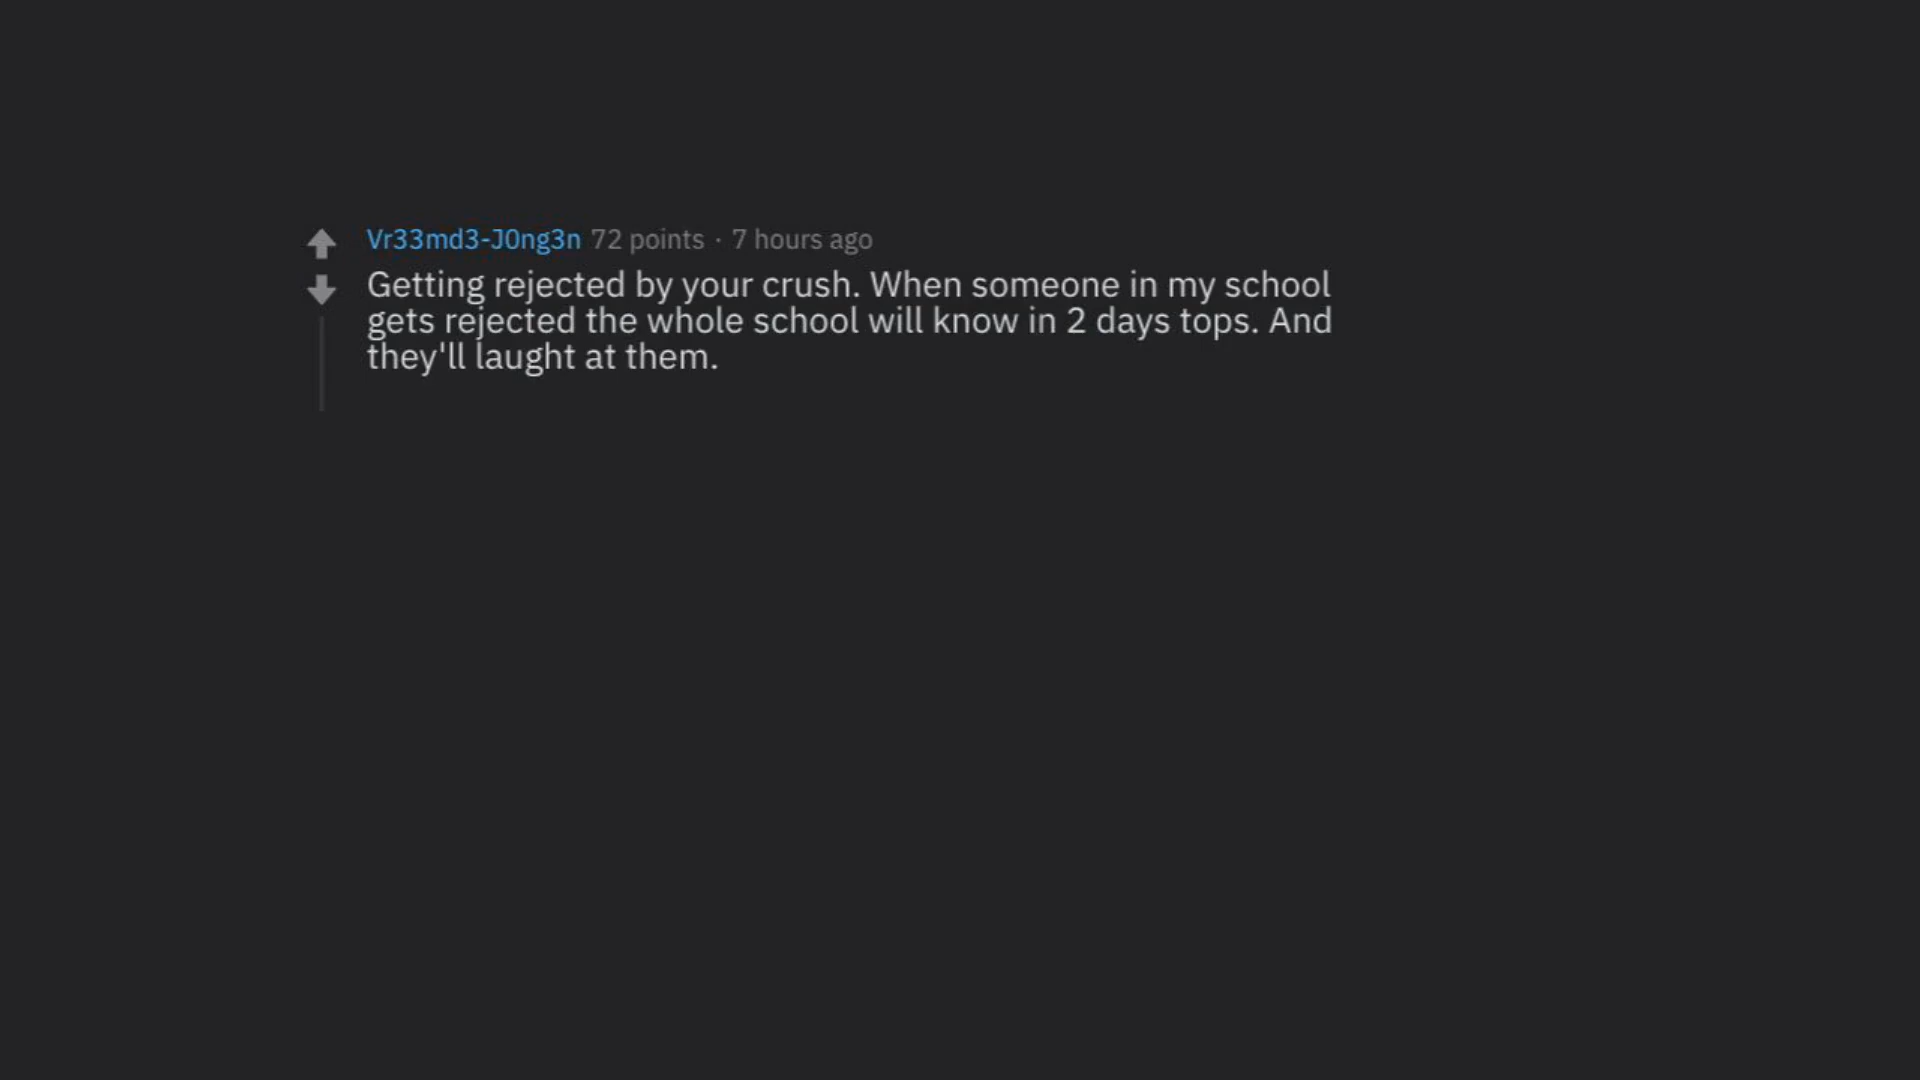 Vr33md3-J0ng3n 72 points · 7 hours ago
Getting rejected by your crush. When someone in my school
gets rejected the whole school will know in 2 days tops. And
they'll laught at them.